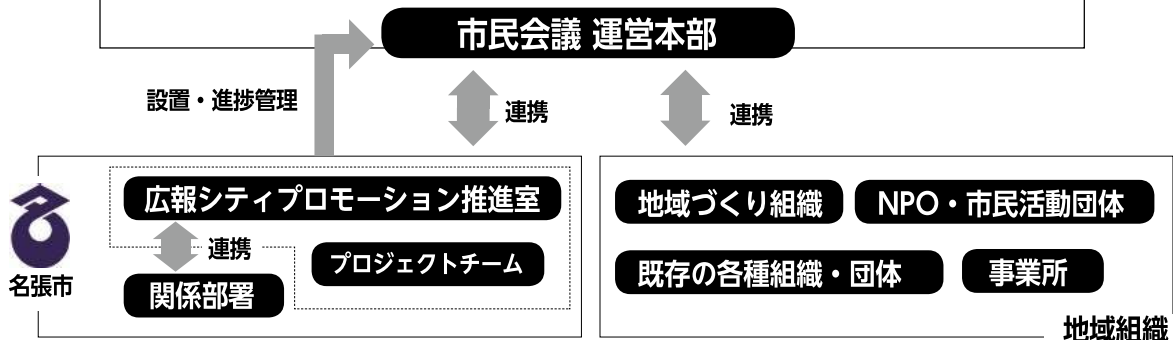 市民会議 運営本部
設置・進捗管理
連携
連携
広報シティプロモーション推進室
連携
プロジェクトチーム
関係部署
名張市
地域づくり組織
NPO・市民活動団体
既存の各種組織・団体
事業所
地域組織